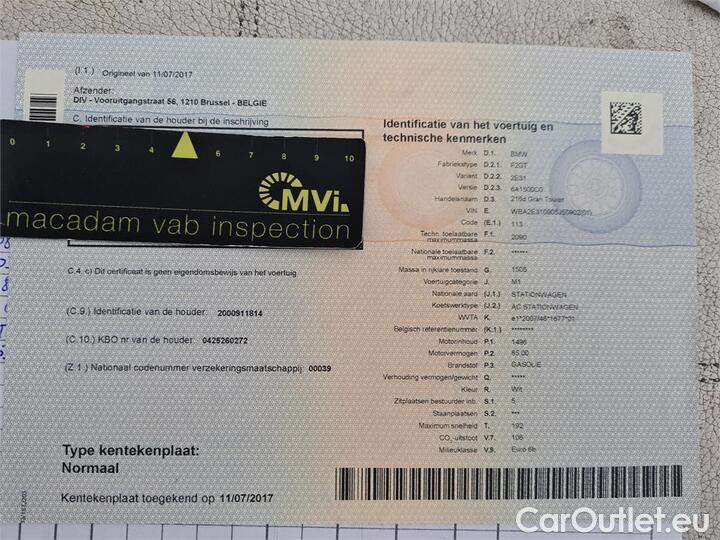 (I.1.) Origineel van 11/07/2017
Afzender:
DIV - Vooruitgangstraat 56, 1210 Brussel - BELGIE
C. Identificatie van de houder bij de inschrijving
0 1 2 3 4 5 6 7 8 9 10
MVi.
macadam vab inspection
C.4. c) Dit certificaat is geen eigendomsbewijs van het voertuig
(C.9.) Identificatie van de houder: 2000911814
(C.10.) KBO nr van de houder: 0425260272
(Z.1.) Nationaal codenummer verzekeringsmaatschappij: 00039
Type kentekenplaat:
Normaal
Kentekenplaat toegekend op 11/07/2017
Identificatie van het voertuig en
technische kenmerken
Merk D.1. BMW
Fabriekstype D.2.1. F2GT
Variant D.2.2. 2E31
Versie D.2.3.
Handelsnaam D.3. 216d Gran Tourer
VIN E.
Code (E.1.) 113
Techn. toelaatbare
maximummassa F.1. 2090
Nationale toelaatbare
maximummassa F.2. ******
Massa in rijklare toestand G. 1505
Voertuigcategorie J. M1
Nationale aard (J.1.) STATIONWAGEN
Koetswerktype (J.2.) AC STATIONWAGEN
WVTA K. e1*2007/46*1677*01
Belgisch referentienummer (K.1.) ********
Motorinhoud P.1. 1496
Motorvermogen P.2. 85,00
Brandstof P.3. GASOLIE
Verhouding vermogen/gewicht Q. *****
Kleur R. Wit
Zitplaatsen bestuurder inb. S.1. 5
Staanplaatsen S.2. ***
Maximum snelheid T. 192
CO₂-uitstoot V.7. 108
Milieuklasse V.9. Euro 6b
CarOutlet.eu